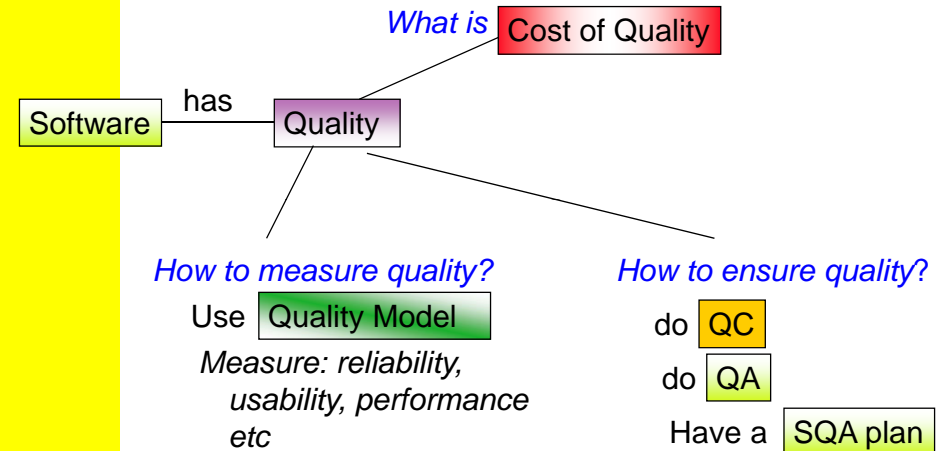 What is Cost of Quality
has
Software
Quality
How to measure quality?
Use Quality Model
Measure: reliability,
usability, performance
etc
How to ensure quality?
do QC
do QA
Have a SQA plan